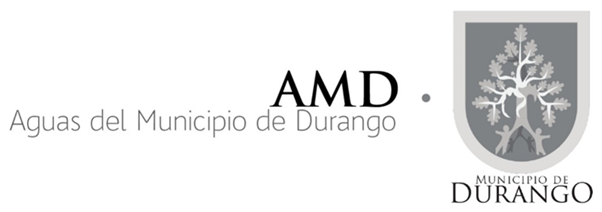 AMD
Aguas del Municipio de Durango
MUNICIPIO DE
DURANGO